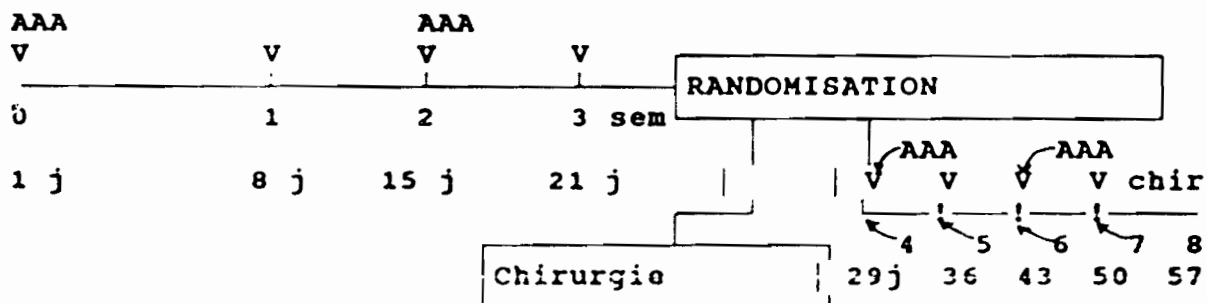 AAA AAA
V V V V
RANDOMISATION
0 1 2 3 sem
AAA AAA
1 j 8 j 15 j 21 j V V V V chir
4 5 6 7 8
Chirurgie 29j 36 43 50 57